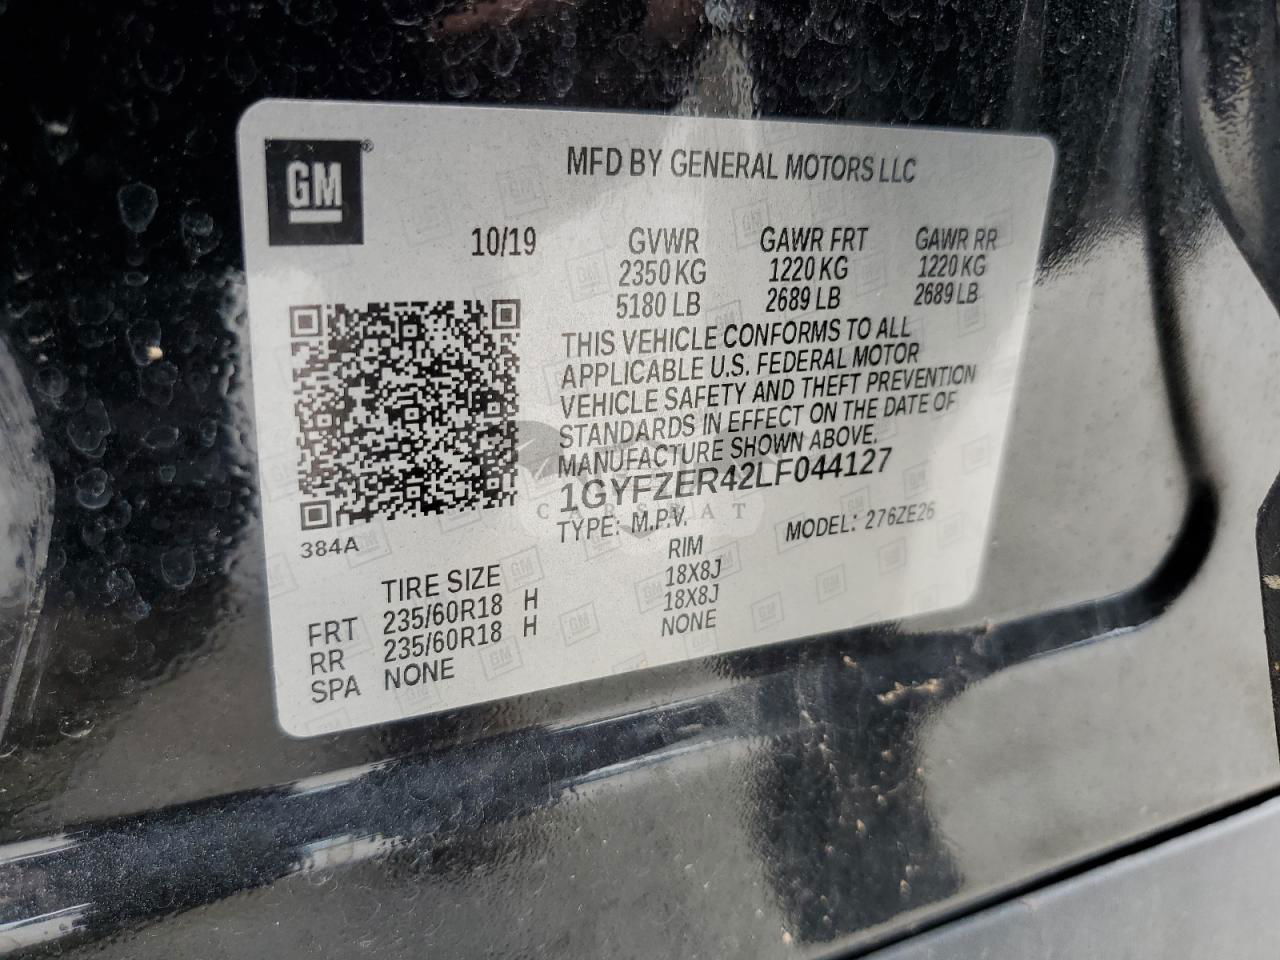 GM®
MFD BY GENERAL MOTORS LLC
10/19 GVWR GAWR FRT GAWR RR
2350 KG 1220 KG 1220 KG
5180 LB 2689 LB 2689 LB
THIS VEHICLE CONFORMS TO ALL
APPLICABLE U.S. FEDERAL MOTOR
VEHICLE SAFETY AND THEFT PREVENTION
STANDARDS IN EFFECT ON THE DATE OF
MANUFACTURE SHOWN ABOVE.
1GYFZER42LF044127
TYPE: M.P.V. MODEL: 276ZE26
384A
TIRE SIZE RIM
FRT 235/60R18 H 18X8J
RR 235/60R18 H 18X8J
SPA NONE NONE